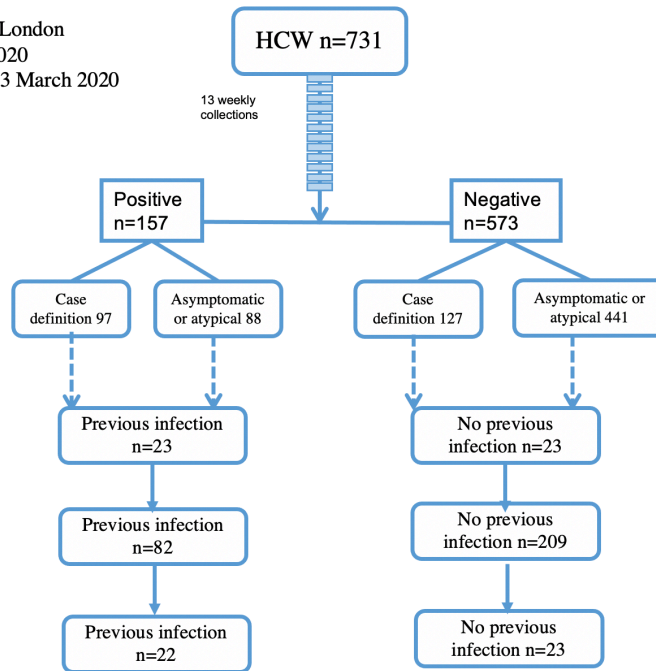 London
020
3 March 2020
HCW n=731
13 weekly
collections
Positive
n=157
Negative
n=573
Case
definition 97
Asymptomatic
or atypical 88
Case
definition 127
Asymptomatic or
atypical 441
Previous infection
n=23
No previous
infection n=23
Previous infection
n=82
No previous
infection n=209
Previous infection
n=22
No previous
infection n=23